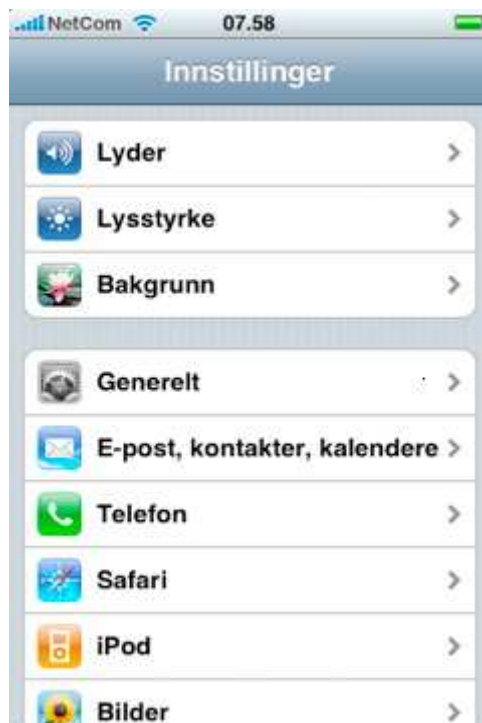 NetCom 07.58
Innstillinger
Lyder
Lysstyrke
Bakgrunn
Generelt
E-post, kontakter, kalendere
Telefon
Safari
iPod
Bilder